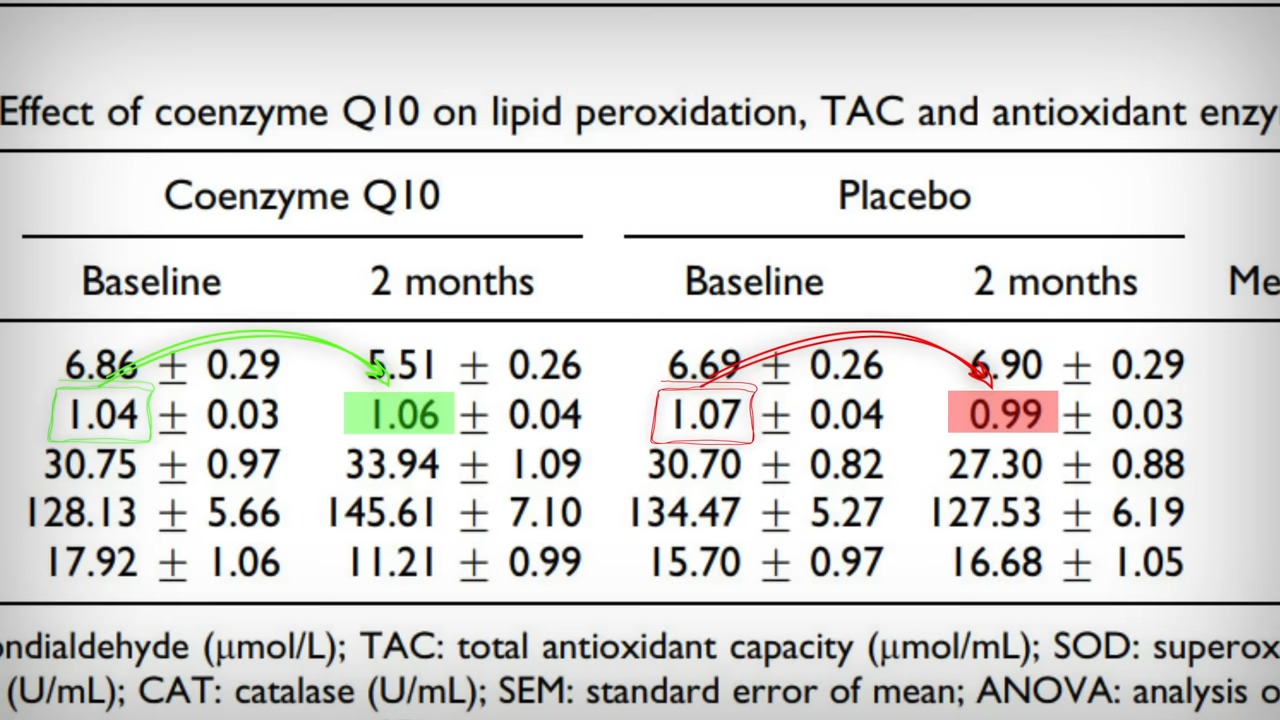 Effect of coenzyme Q10 on lipid peroxidation, TAC and antioxidant enzy
Coenzyme Q10 Placebo
Baseline 2 months Baseline 2 months Me
6.86 ± 0.29 5.51 ± 0.26 6.69 ± 0.26 6.90 ± 0.29
1.04 ± 0.03 1.06 ± 0.04 1.07 ± 0.04 0.99 ± 0.03
30.75 ± 0.97 33.94 ± 1.09 30.70 ± 0.82 27.30 ± 0.88
128.13 ± 5.66 145.61 ± 7.10 134.47 ± 5.27 127.53 ± 6.19
17.92 ± 1.06 11.21 ± 0.99 15.70 ± 0.97 16.68 ± 1.05
ondialdehyde (μmol/L); TAC: total antioxidant capacity (μmol/mL); SOD: superox
(U/mL); CAT: catalase (U/mL); SEM: standard error of mean; ANOVA: analysis o